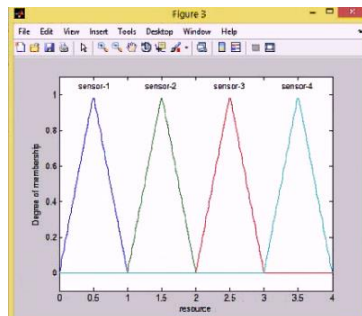 Figure 3
File Edit View Insert Tools Desktop Window Help
sensor-1 sensor-2 sensor-3 sensor-4
1
0.8
0.6
0.4
0.2
0
Degree of membership
0 0.5 1 1.5 2 2.5 3 3.5 4
resource